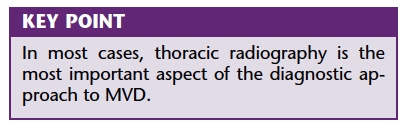 KEY POINT
In most cases, thoracic radiography is the
most important aspect of the diagnostic ap-
proach to MVD.